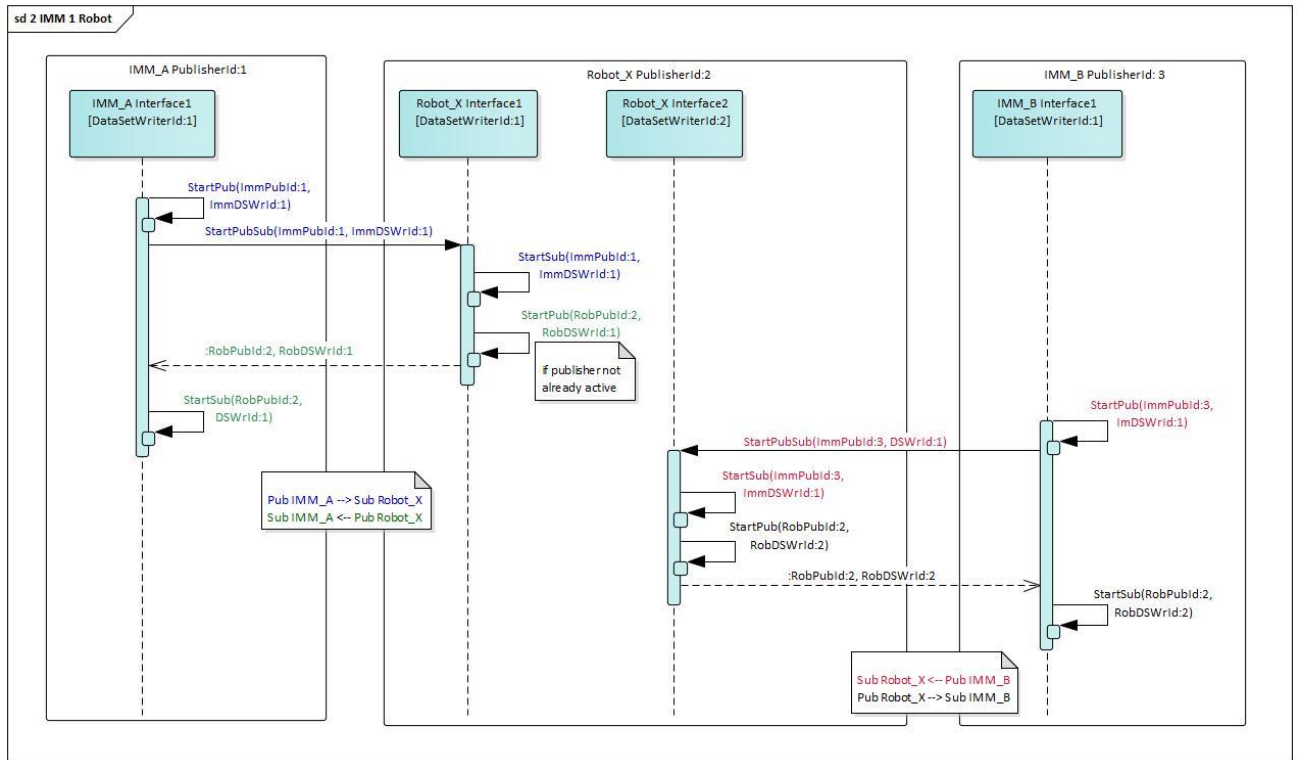 sd 2 IMM 1 Robot
IMM_A PublisherId:1
Robot_X PublisherId:2
IMM_B PublisherId: 3
IMM_A Interface1
[DataSetWriterId:1]
Robot_X Interface1
[DataSetWriterId:1]
Robot_X Interface2
[DataSetWriterId:2]
IMM_B Interface1
[DataSetWriterId:1]
StartPub(ImmPubId:1,
ImmDSWrId:1)
StartPubSub(ImmPubId:1, ImmDSWrId:1)
StartSub(ImmPubId:1,
ImmDSWrId:1)
StartPub(RobPubId:2,
RobDSWrId:1)
:RobPubId:2, RobDSWrId:1
if publisher not
already active
StartSub(RobPubId:2,
DSWrId:1)
StartPub(ImmPubId:3,
ImDSWrId:1)
StartPubSub(ImmPubId:3, DSWrId:1)
StartSub(ImmPubId:3,
ImmDSWrId:1)
Pub IMM_A --> Sub Robot_X
Sub IMM_A <-- Pub Robot_X
StartPub(RobPubId:2,
RobDSWrId:2)
:RobPubId:2, RobDSWrId:2
StartSub(RobPubId:2,
RobDSWrId:2)
Sub Robot_X <-- Pub IMM_B
Pub Robot_X --> Sub IMM_B